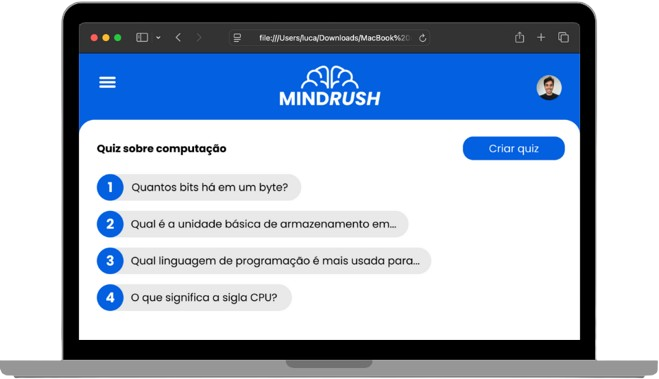 file:///Users/luca/Downloads/MacBook%20...
MINDRUSH
Quiz sobre computação
Criar quiz
1 Quantos bits há em um byte?
2 Qual é a unidade básica de armazenamento em...
3 Qual linguagem de programação é mais usada para...
4 O que significa a sigla CPU?